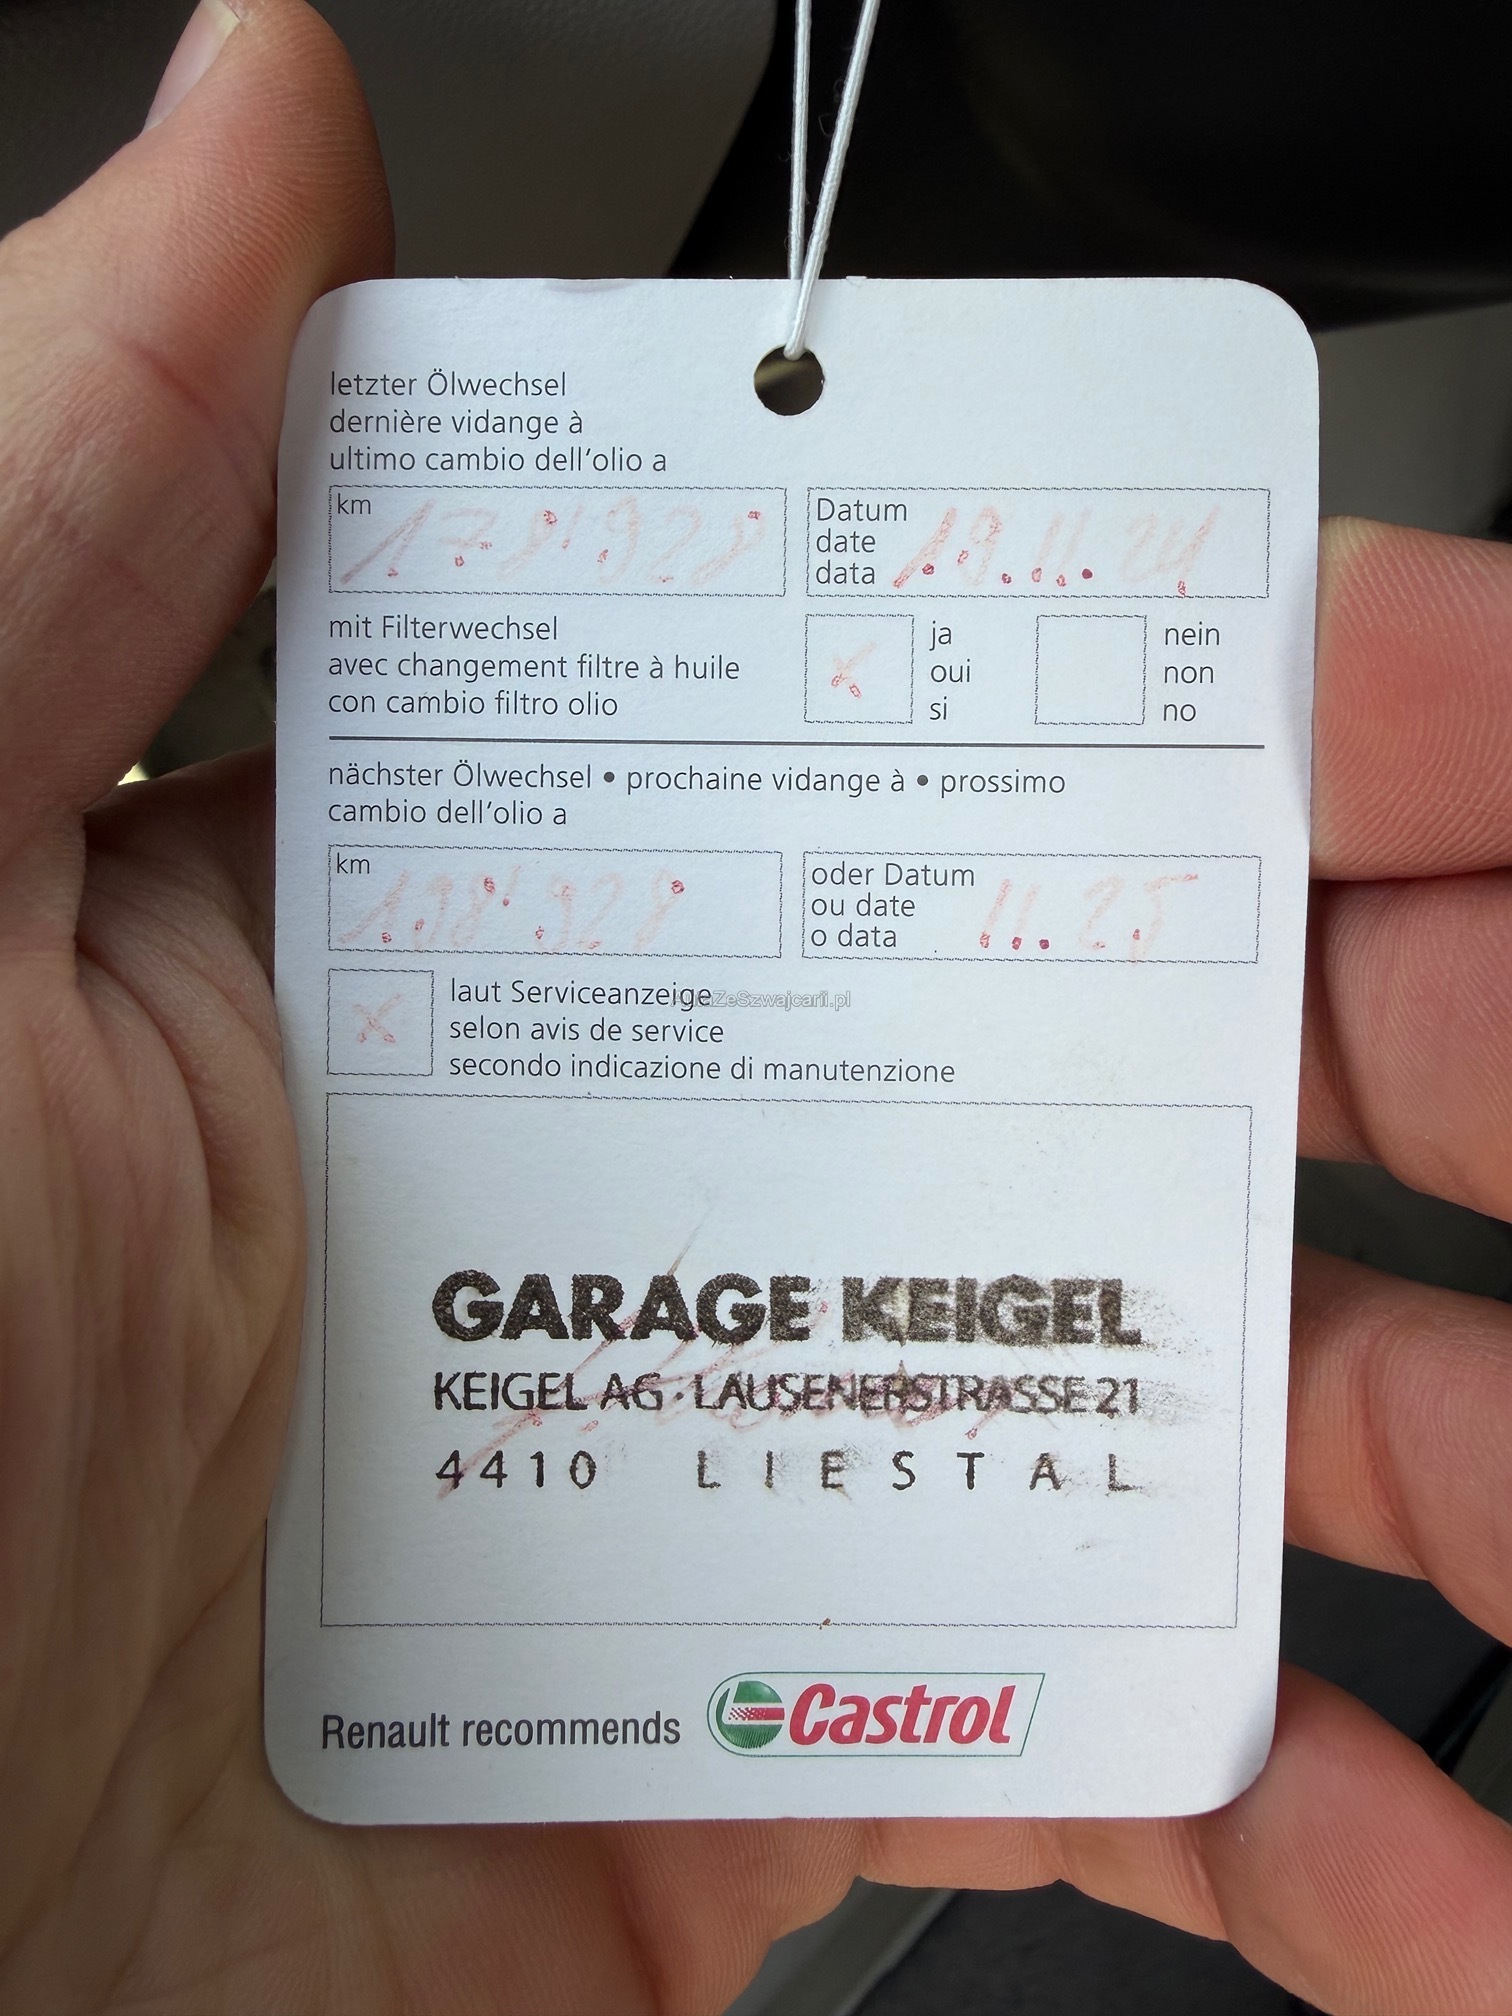 letzter Ölwechsel
dernière vidange à
ultimo cambio dell'olio a
km 178'928
Datum
date
data
19.11.24
mit Filterwechsel
avec changement filtre à huile
con cambio filtro olio
x
ja
oui
si
nein
non
no
nächster Ölwechsel • prochaine vidange à • prossimo
cambio dell'olio a
km 198'928
oder Datum
ou date
o data
11.25
x
laut Serviceanzeige
selon avis de service
secondo indicazione di manutenzione
AutaZeSzwajcarii.pl
GARAGE KEIGEL
KEIGEL AG · LAUSENERSTRASSE 21
4410 LIESTAL
Renault recommends Castrol